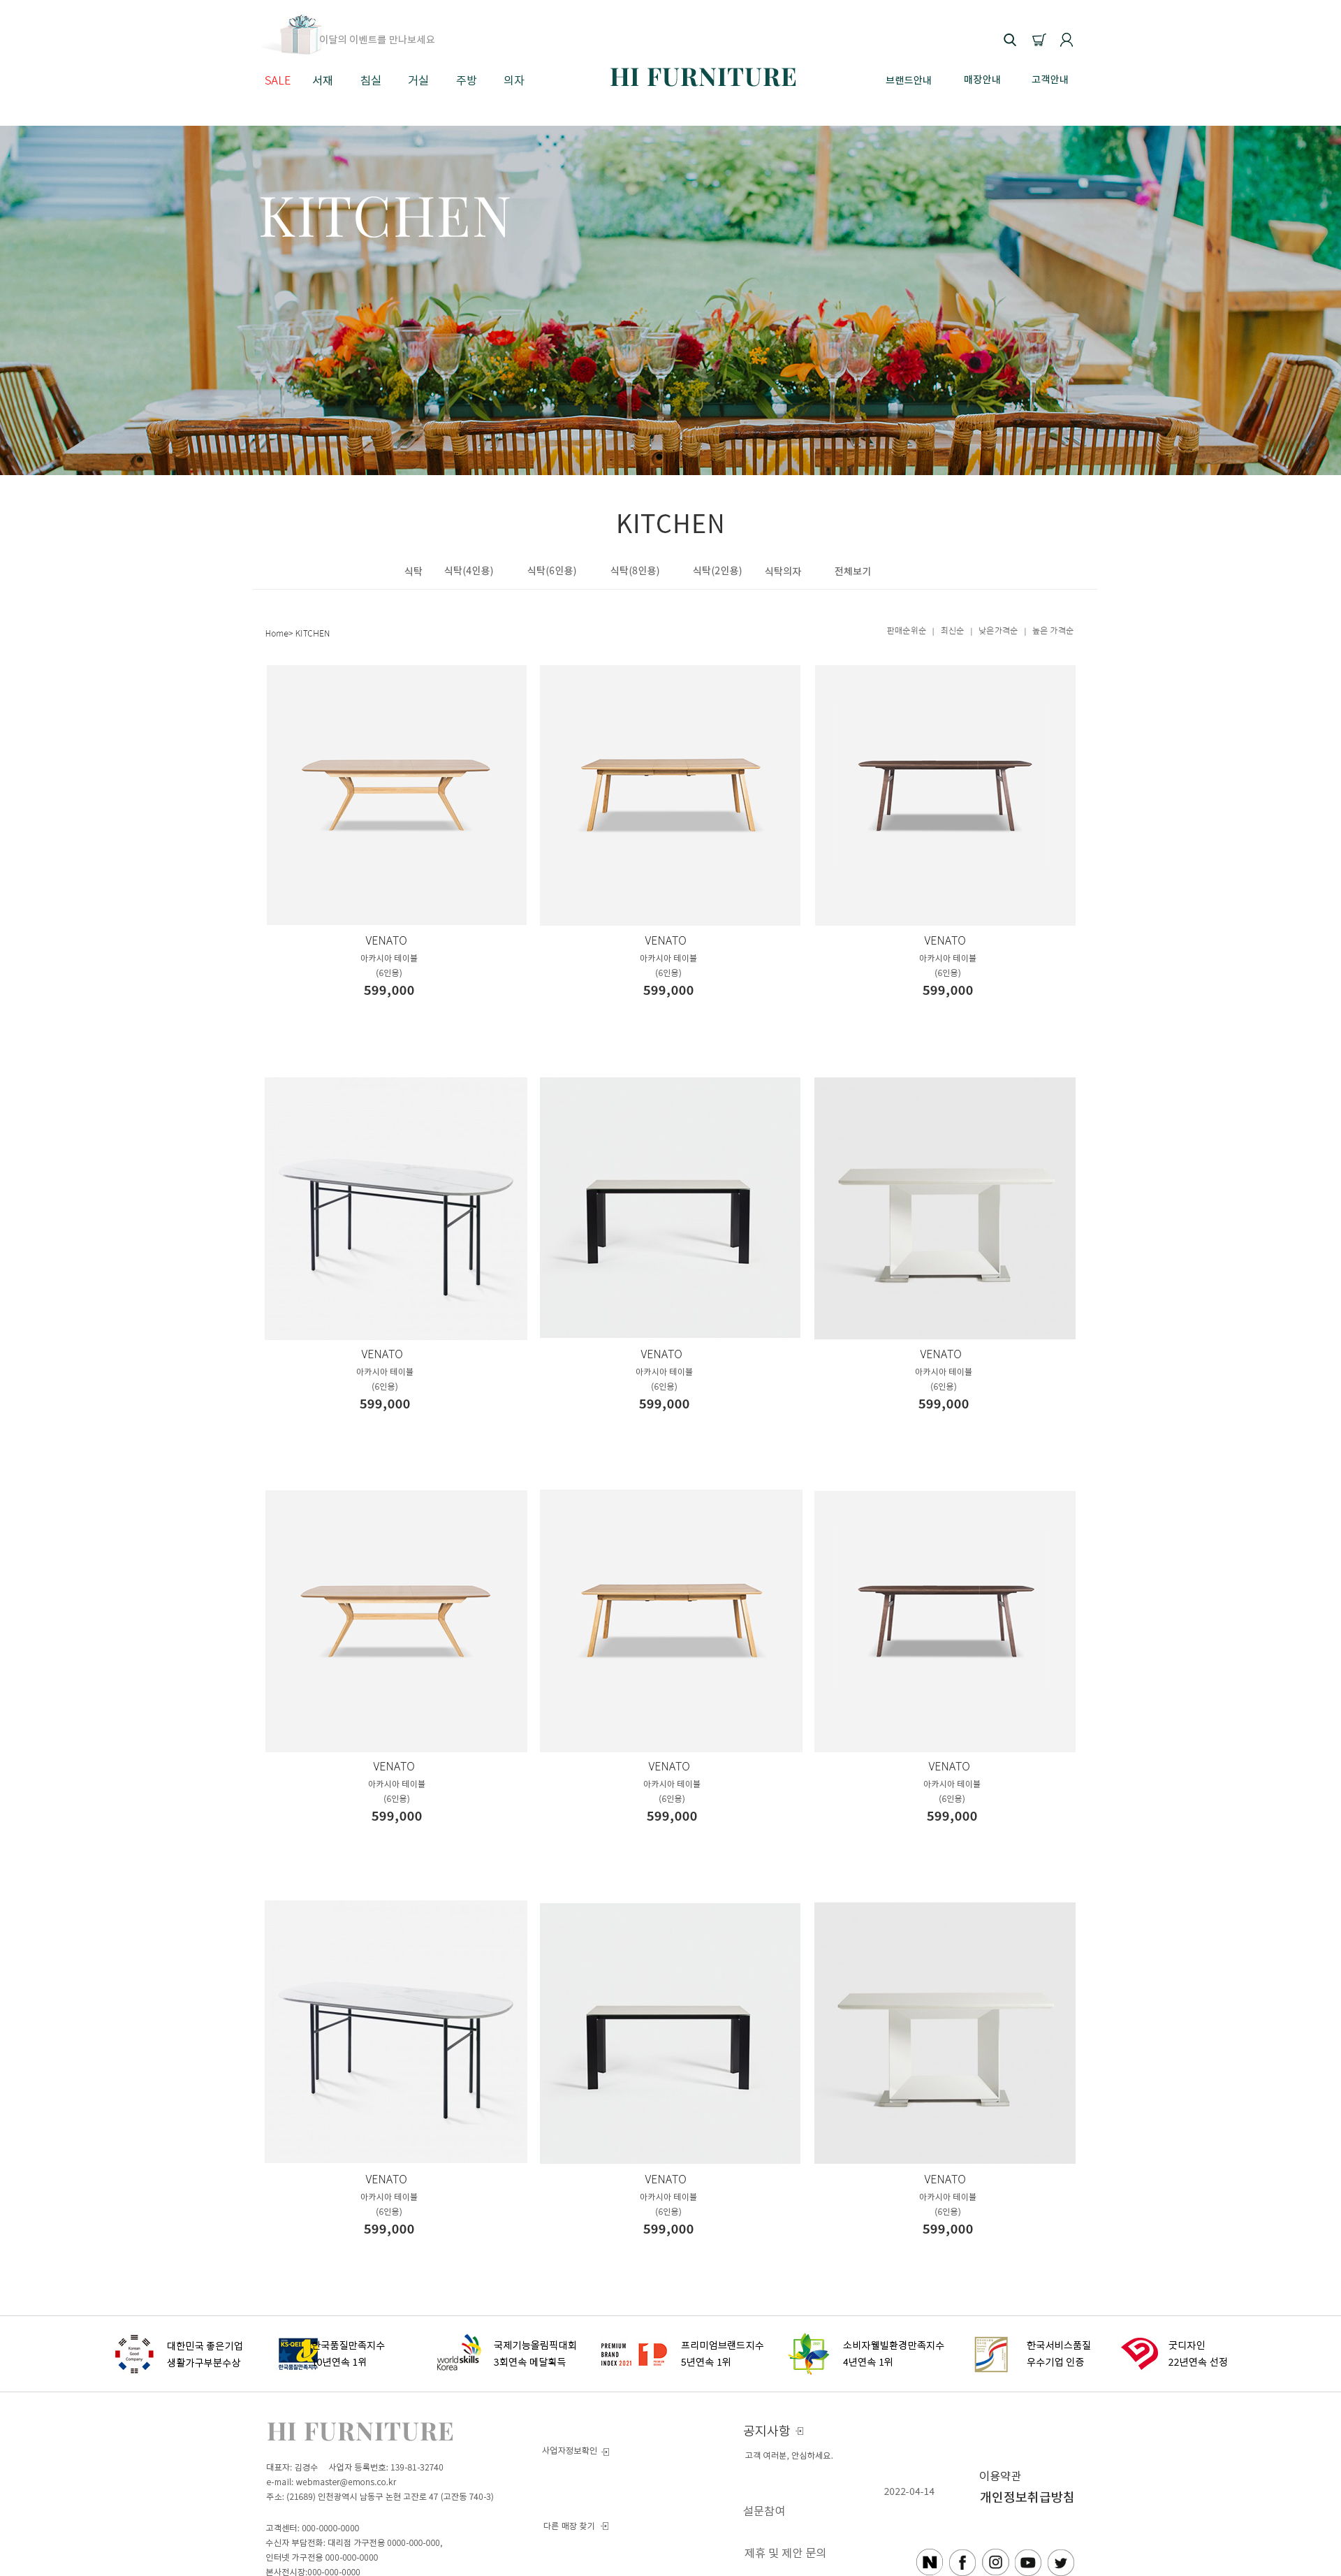 이달의 이벤트를 만나보세요
SALE 서재 침실 거실 주방 의자
HI FURNITURE
브랜드안내 매장안내 고객안내
KITCHEN
KITCHEN
식탁 식탁(4인용) 식탁(6인용) 식탁(8인용) 식탁(2인용) 식탁의자 전체보기
Home> KITCHEN
판매순위순 | 최신순 | 낮은가격순 | 높은 가격순
VENATO VENATO VENATO
아카시아 테이블 아카시아 테이블 아카시아 테이블
(6인용) (6인용) (6인용)
599,000 599,000 599,000
VENATO VENATO VENATO
아카시아 테이블 아카시아 테이블 아카시아 테이블
(6인용) (6인용) (6인용)
599,000 599,000 599,000
VENATO VENATO VENATO
아카시아 테이블 아카시아 테이블 아카시아 테이블
(6인용) (6인용) (6인용)
599,000 599,000 599,000
VENATO VENATO VENATO
아카시아 테이블 아카시아 테이블 아카시아 테이블
(6인용) (6인용) (6인용)
599,000 599,000 599,000
Korean
Good
Company
대한민국 좋은기업
생활가구부문수상
KS-QEI
한국품질만족지수
한국품질만족지수
10년연속 1위
worldskills
Korea
국제기능올림픽대회
3회연속 메달획득
PREMIUM
BRAND
INDEX 2021
프리미엄브랜드지수
5년연속 1위
소비자웰빌환경만족지수
4년연속 1위
한국서비스품질
우수기업 인증
굿디자인
22년연속 선정
HI FURNITURE
대표자: 김경수 사업자 등록번호: 139-81-32740
e-mail: webmaster@emons.co.kr
주소: (21689) 인천광역시 남동구 논현 고잔로 47 (고잔동 740-3)
고객센터: 000-0000-0000
수신자 부담전화: 대리점 가구전용 0000-000-000,
인터넷 가구전용 000-000-0000
본사전시장:000-000-0000
사업자정보확인
다른 매장 찾기
공지사항
고객 여러분, 안심하세요.
2022-04-14
설문참여
제휴 및 제안 문의
이용약관
개인정보취급방침
N